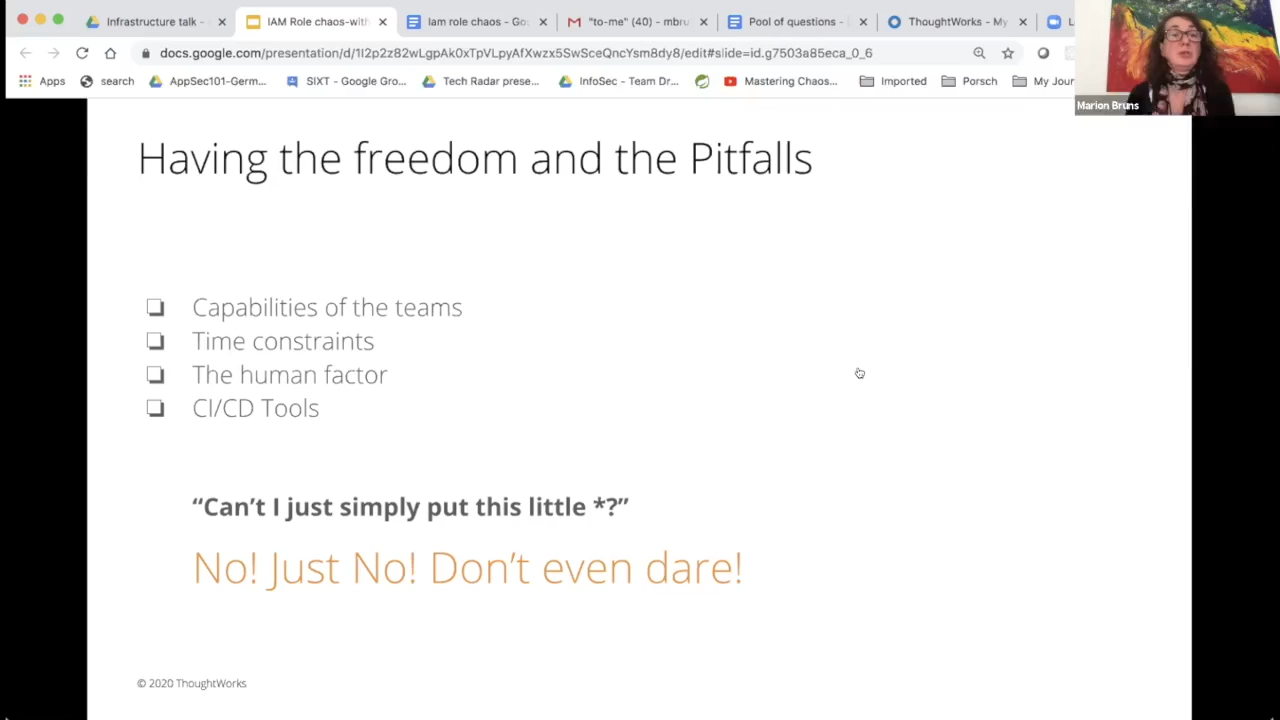 Infrastructure talk -
IAM Role chaos-with
Iam role chaos - Go
"to-me" (40) - mbru
Pool of questions -
ThoughtWorks - My
docs.google.com/presentation/d/1I2p2z82wLgpAk0xTpVLpyAfXwzx5SwSceQncYsm8dy8/edit#slide=id.g7503a85eca_0_6
Apps
search
AppSec101-Germ...
SIXT - Google Gro...
Tech Radar prese...
InfoSec - Team Dr...
Mastering Chaos...
Imported
Porsch
My Jour
Marion Bruns
Having the freedom and the Pitfalls
Capabilities of the teams
Time constraints
The human factor
CI/CD Tools
“Can’t I just simply put this little *?”
No! Just No! Don’t even dare!
© 2020 ThoughtWorks